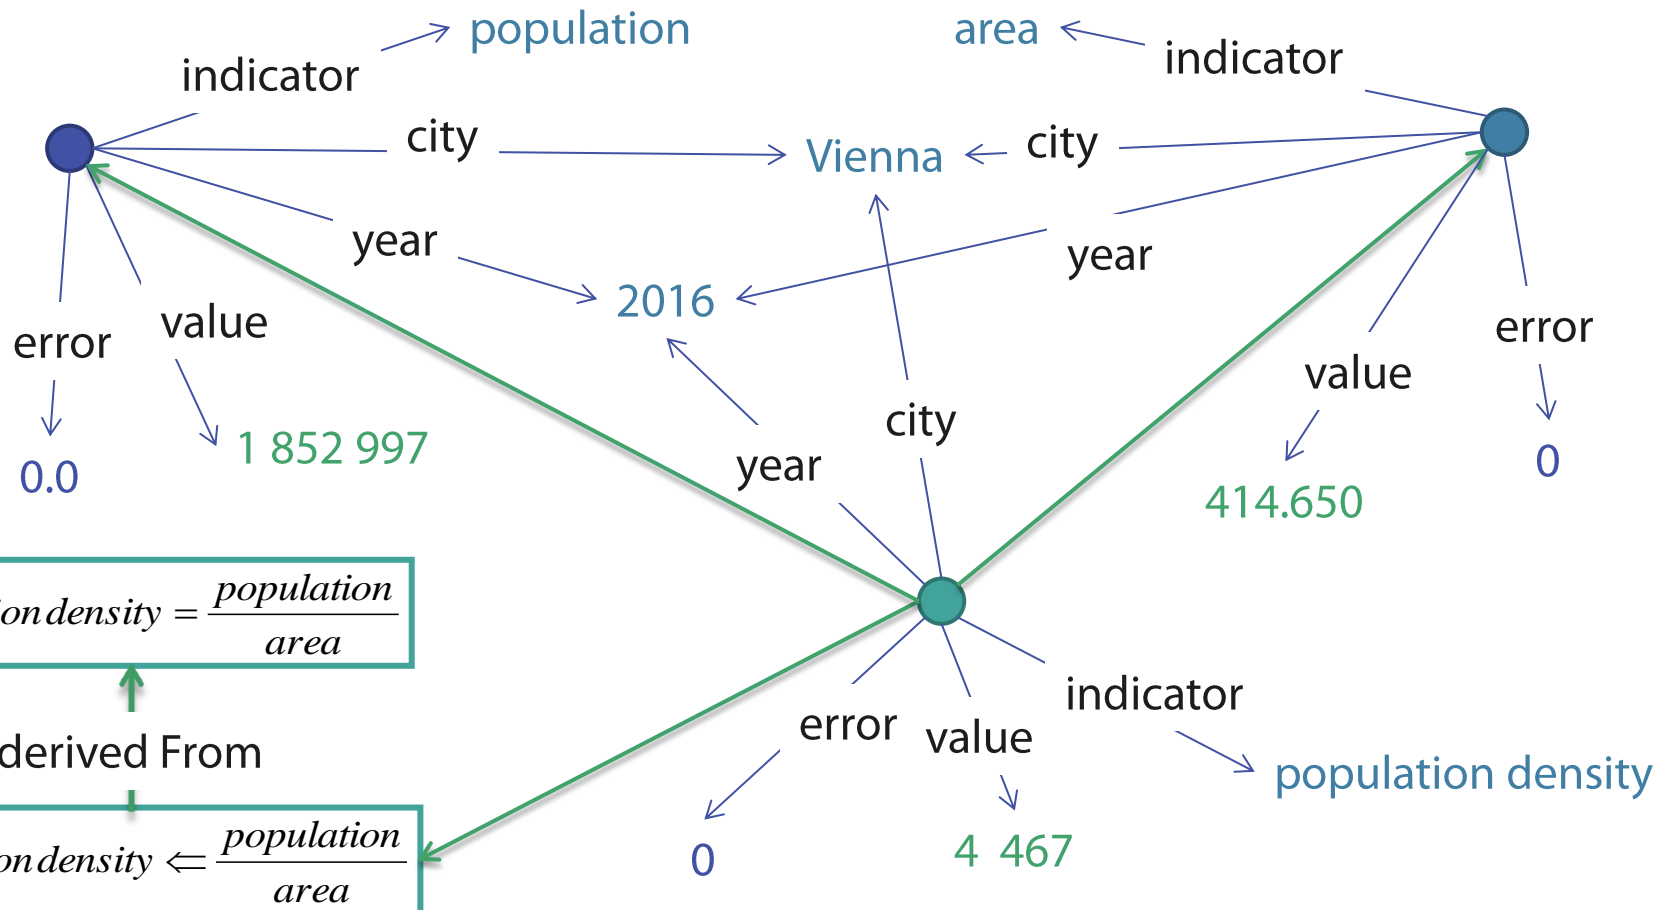 population
area
indicator
indicator
city
Vienna
city
year
year
2016
error
value
error
value
city
year
1 852 997
0.0
0
414.650
density = population / area
indicator
error
value
derived From
population density
density ⇐ population / area
0
4 467